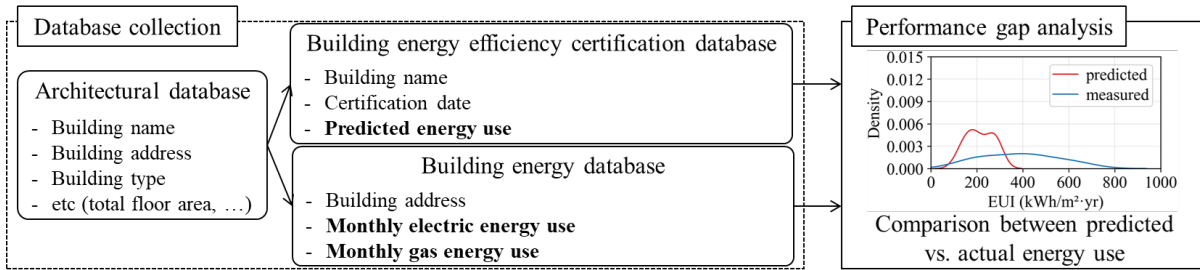 Database collection
Architectural database
- Building name
- Building address
- Building type
- etc (total floor area, …)
Building energy efficiency certification database
- Building name
- Certification date
- Predicted energy use
Building energy database
- Building address
- Monthly electric energy use
- Monthly gas energy use
Performance gap analysis
0.015
0.012
0.009
0.006
0.003
0.000
Density
predicted
measured
0 200 400 600 800 1000
EUI (kWh/m²·yr)
Comparison between predicted
vs. actual energy use